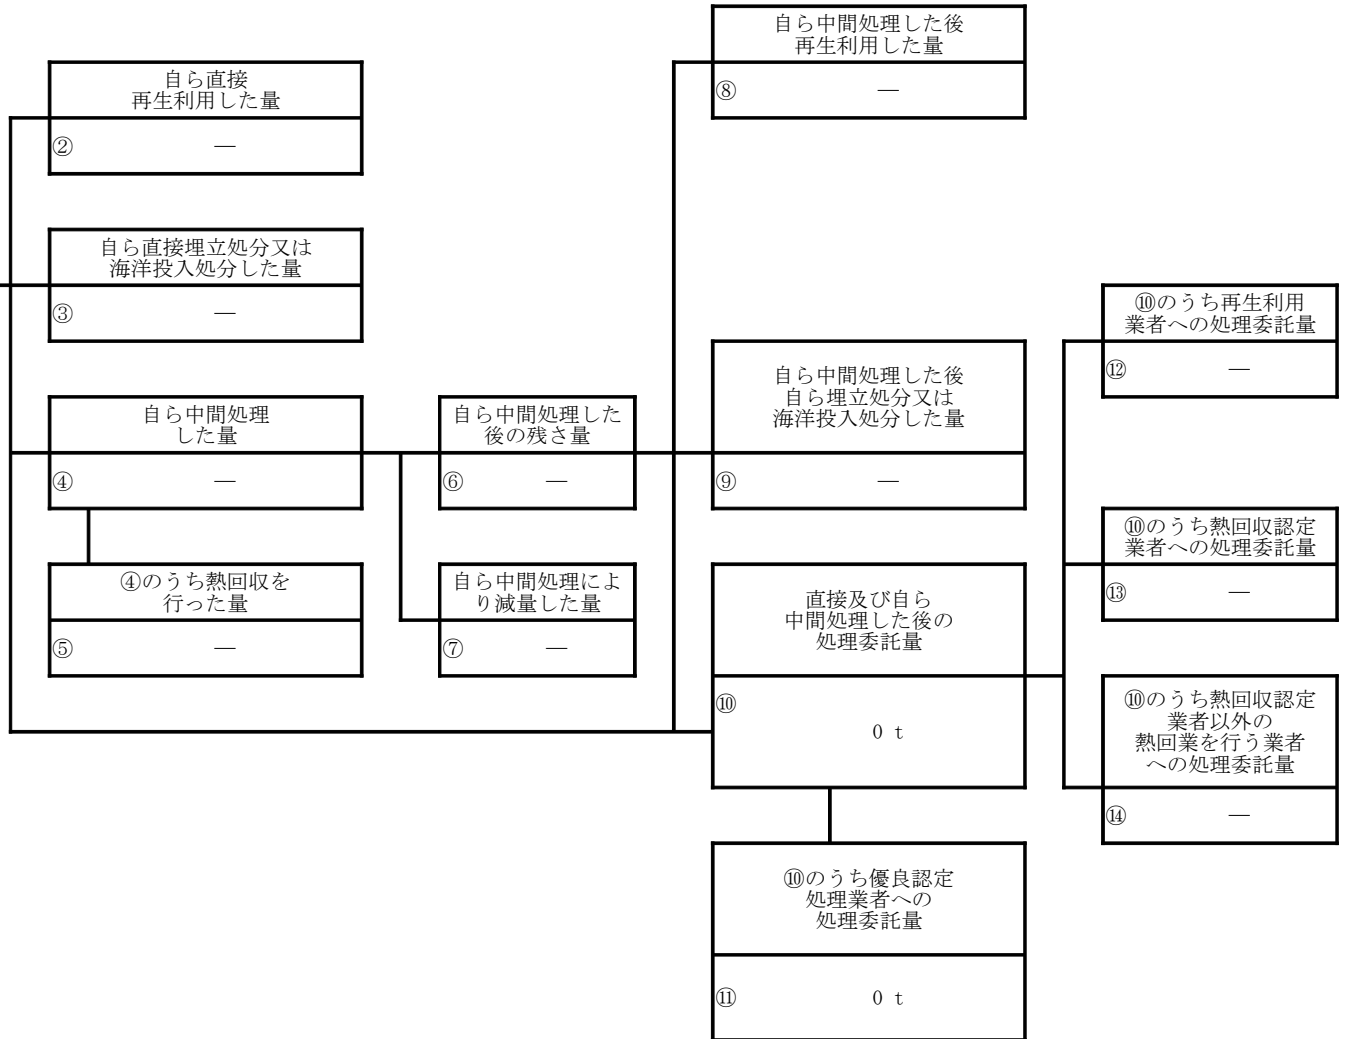 自ら中間処理した後
再生利用した量
⑧ ―
自ら直接
再生利用した量
② ―
自ら直接埋立処分又は
海洋投入処分した量
③ ―
⑩のうち再生利用
業者への処理委託量
⑫ ―
自ら中間処理した後
自ら埋立処分又は
海洋投入処分した量
⑨ ―
自ら中間処理
した量
④ ―
自ら中間処理した
後の残さ量
⑥ ―
⑩のうち熱回収認定
業者への処理委託量
⑬ ―
④のうち熱回収を
行った量
⑤ ―
自ら中間処理によ
り減量した量
⑦ ―
直接及び自ら
中間処理した後の
処理委託量
⑩
0 t
⑩のうち熱回収認定
業者以外の
熱回業を行う業者
への処理委託量
⑭ ―
⑩のうち優良認定
処理業者への
処理委託量
⑪ 0 t